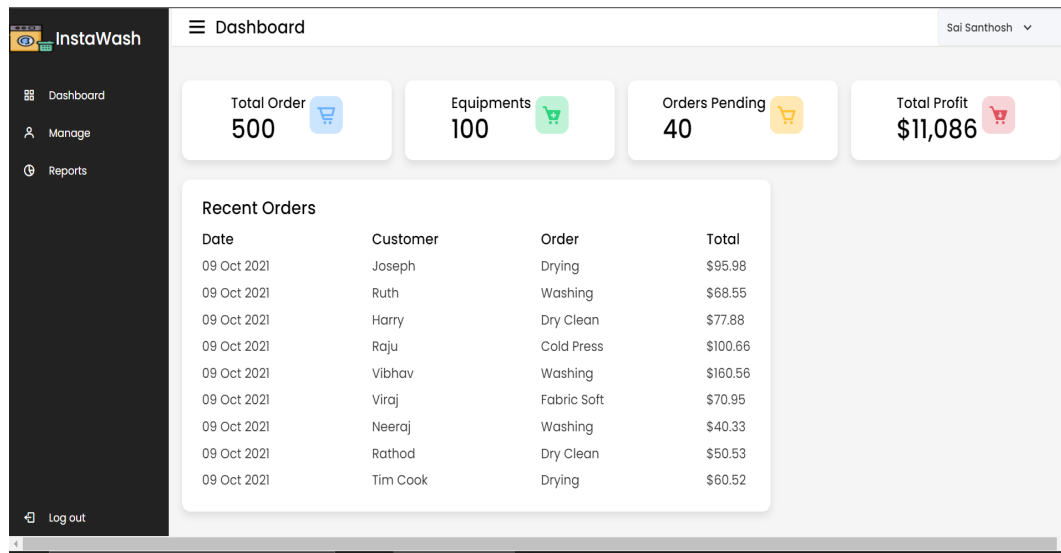 InstaWash
Dashboard
Sai Santhosh
Dashboard
Manage
Reports
Log out
Total Order
500
Equipments
100
Orders Pending
40
Total Profit
$11,086
Recent Orders
Date Customer Order Total
09 Oct 2021 Joseph Drying $95.98
09 Oct 2021 Ruth Washing $68.55
09 Oct 2021 Harry Dry Clean $77.88
09 Oct 2021 Raju Cold Press $100.66
09 Oct 2021 Vibhav Washing $160.56
09 Oct 2021 Viraj Fabric Soft $70.95
09 Oct 2021 Neeraj Washing $40.33
09 Oct 2021 Rathod Dry Clean $50.53
09 Oct 2021 Tim Cook Drying $60.52